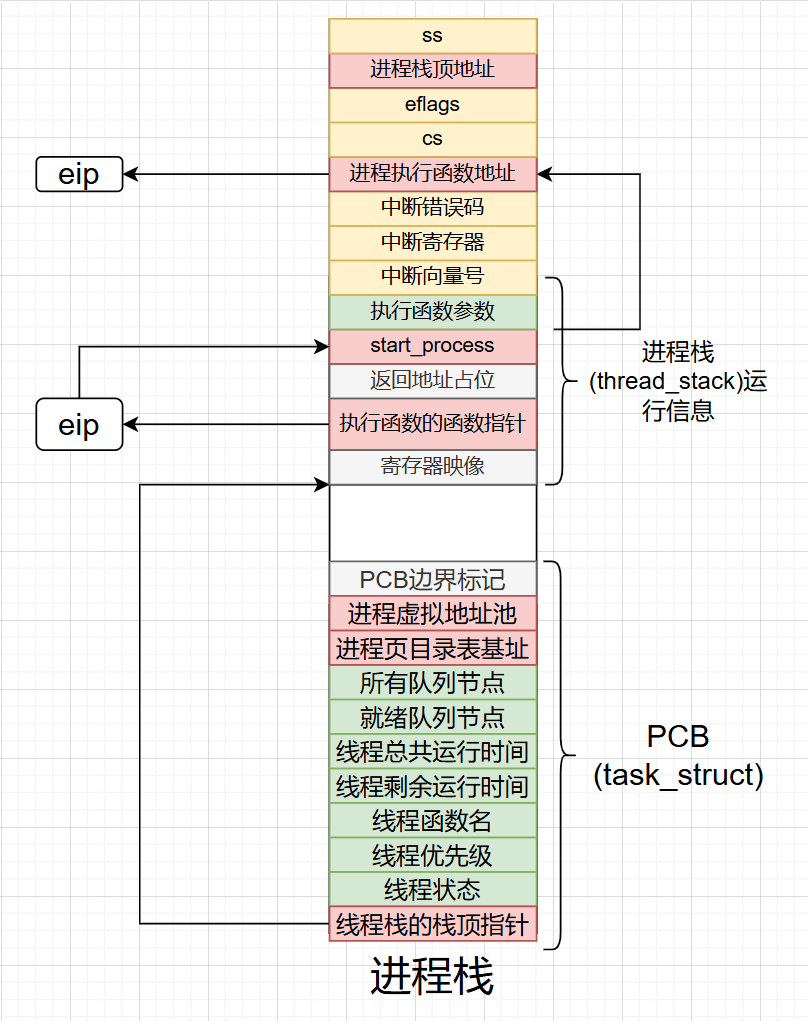 ss
进程栈顶地址
eflags
cs
eip
进程执行函数地址
中断错误码
中断寄存器
中断向量号
执行函数参数
start_process
返回地址占位
eip
执行函数的函数指针
寄存器映像
进程栈
(thread_stack)运
行信息
PCB边界标记
进程虚拟地址池
进程页目录表基址
所有队列节点
就绪队列节点
线程总共运行时间
线程剩余运行时间
线程函数名
线程优先级
线程状态
线程栈的栈顶指针
PCB
(task_struct)
进程栈